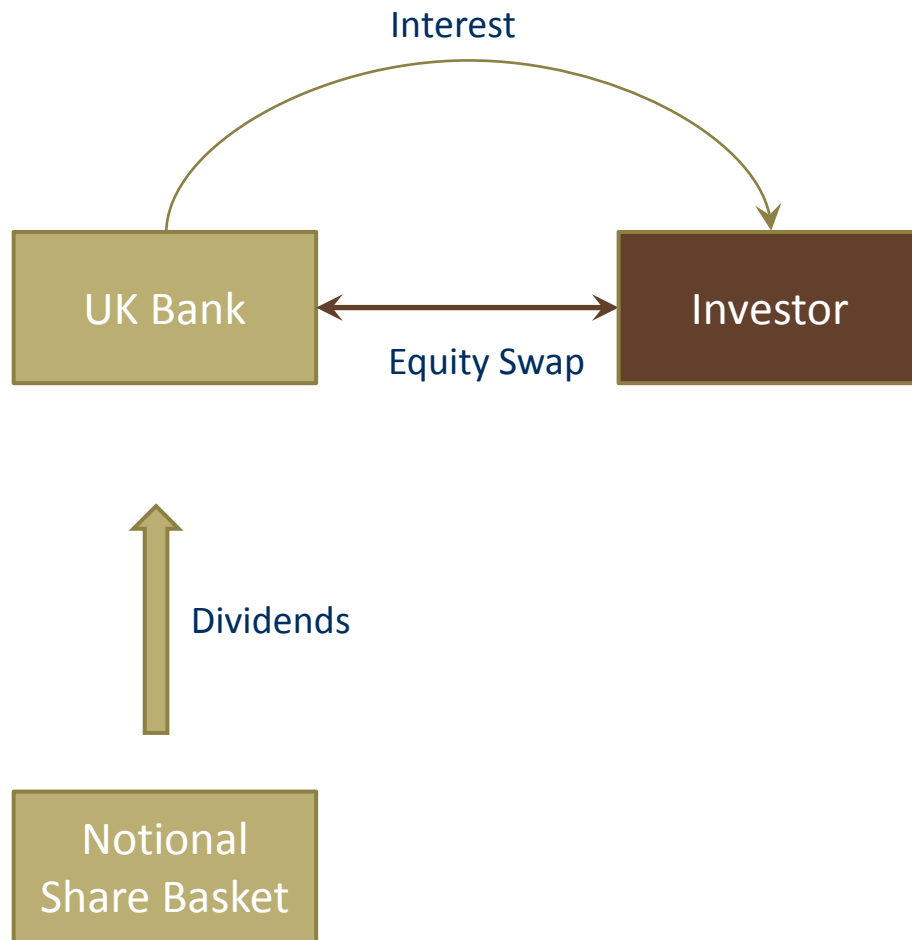 Interest
UK Bank
Investor
Equity Swap
Dividends
Notional
Share Basket